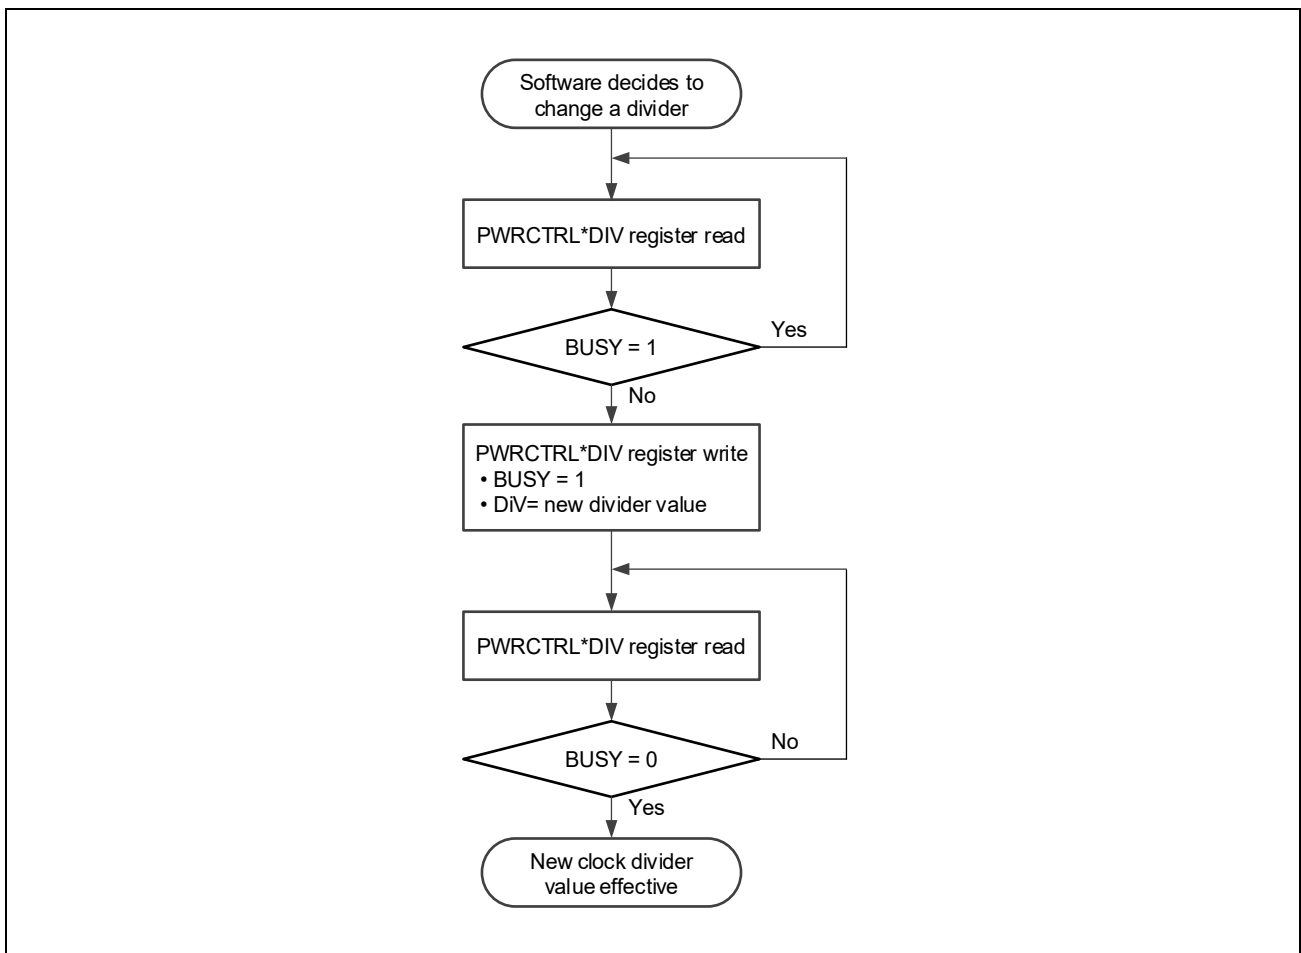 Software decides to
change a divider
PWRCTRL*DIV register read
Yes
BUSY = 1
No
PWRCTRL*DIV register write
• BUSY = 1
• DiV= new divider value
PWRCTRL*DIV register read
No
BUSY = 0
Yes
New clock divider
value effective